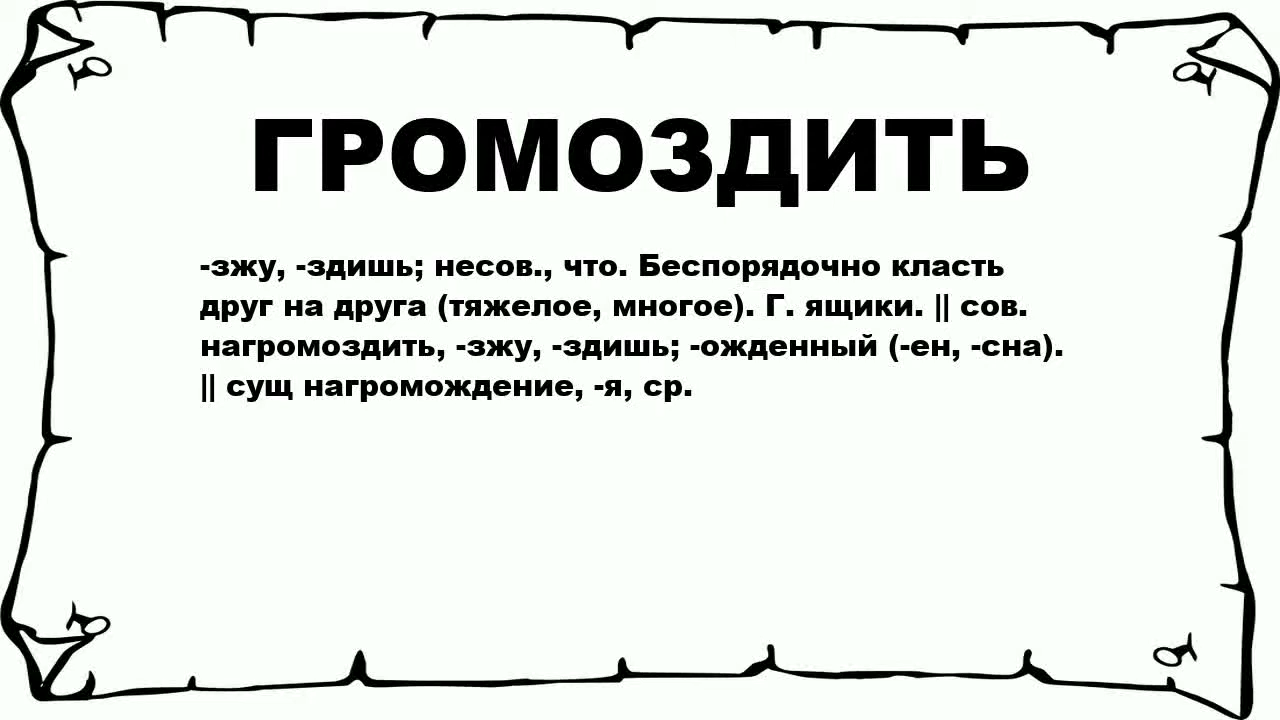 ГРОМОЗДИТЬ
-зжу, -здишь; несов., что. Беспорядочно класть
друг на друга (тяжелое, многое). Г. ящики. || сов.
нагромоздить, -зжу, -здишь; -ожденный (-ен, -сна).
|| сущ нагромождение, -я, ср.